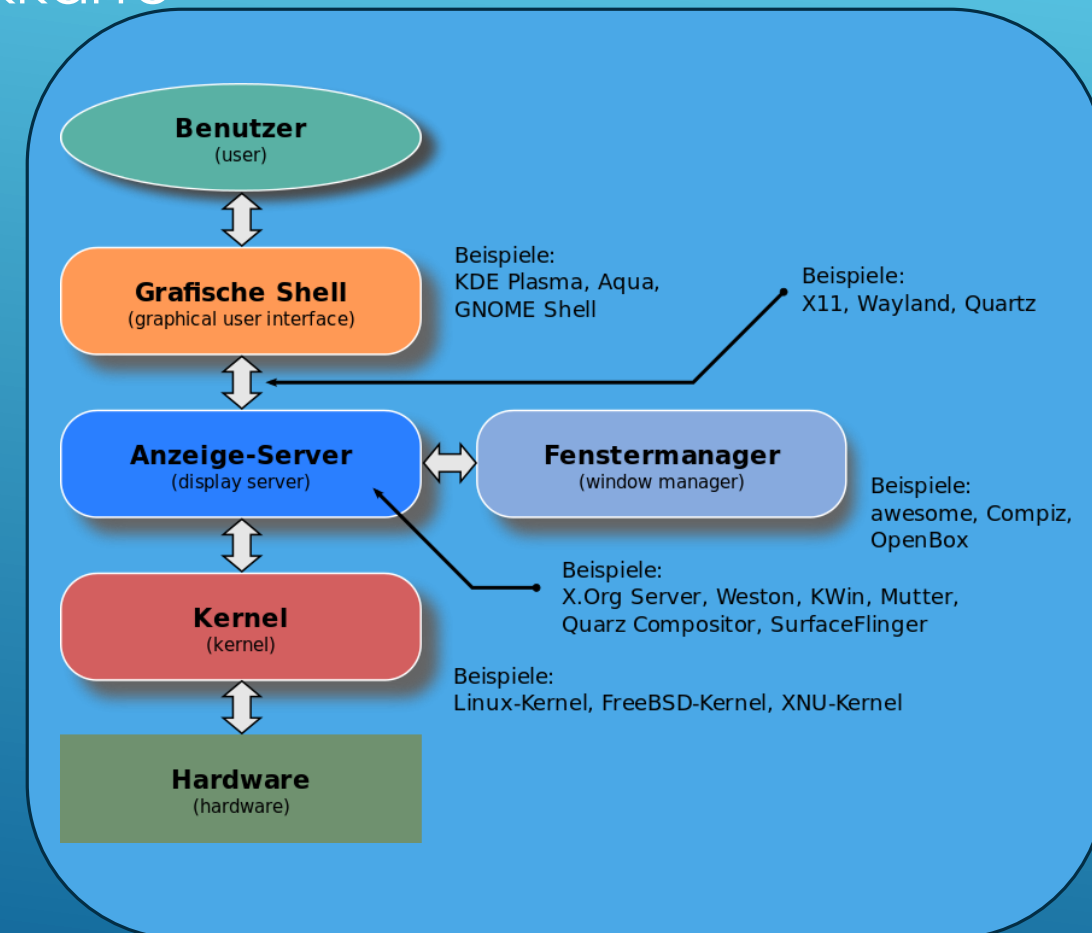 Benutzer
(user)
Grafische Shell
(graphical user interface)
Beispiele:
KDE Plasma, Aqua,
GNOME Shell
Beispiele:
X11, Wayland, Quartz
Anzeige-Server
(display server)
Fenstermanager
(window manager)
Beispiele:
awesome, Compiz,
OpenBox
Beispiele:
X.Org Server, Weston, KWin, Mutter,
Quarz Compositor, SurfaceFlinger
Kernel
(kernel)
Beispiele:
Linux-Kernel, FreeBSD-Kernel, XNU-Kernel
Hardware
(hardware)